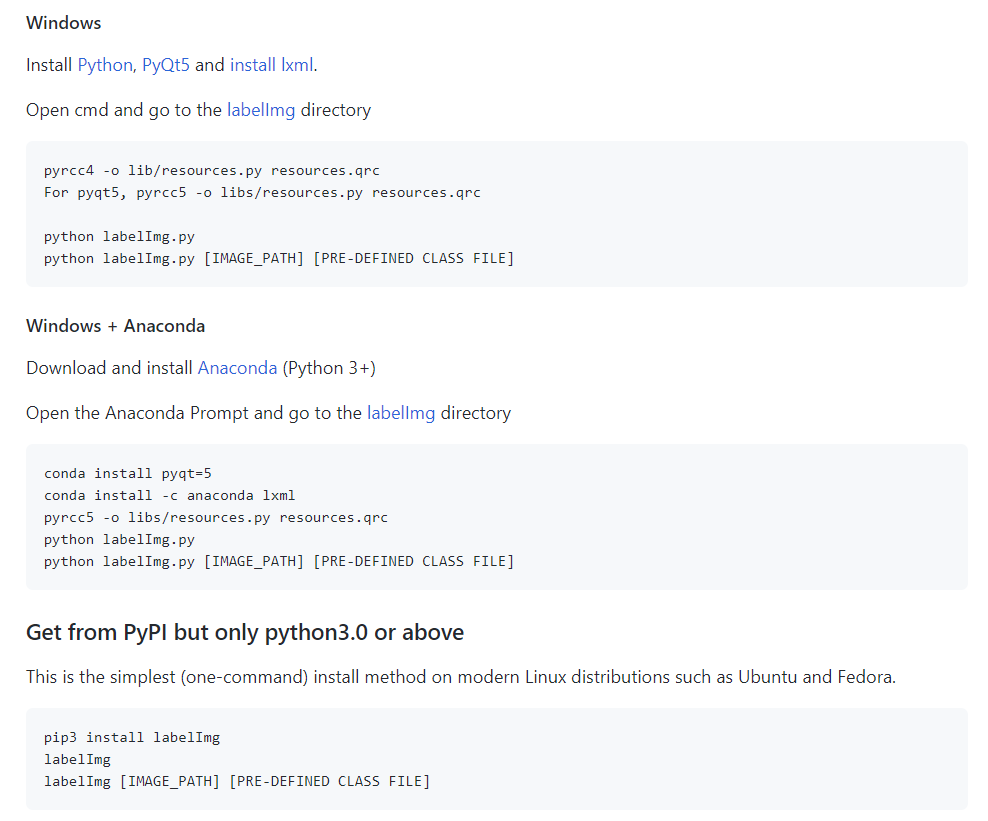 Windows
Install Python, PyQt5 and install lxml.
Open cmd and go to the labelImg directory
pyrcc4 -o lib/resources.py resources.qrc
For pyqt5, pyrcc5 -o libs/resources.py resources.qrc
python labelImg.py
python labelImg.py [IMAGE_PATH] [PRE-DEFINED CLASS FILE]
Windows + Anaconda
Download and install Anaconda (Python 3+)
Open the Anaconda Prompt and go to the labelImg directory
conda install pyqt=5
conda install -c anaconda lxml
pyrcc5 -o libs/resources.py resources.qrc
python labelImg.py
python labelImg.py [IMAGE_PATH] [PRE-DEFINED CLASS FILE]
Get from PyPI but only python3.0 or above
This is the simplest (one-command) install method on modern Linux distributions such as Ubuntu and Fedora.
pip3 install labelImg
labelImg
labelImg [IMAGE_PATH] [PRE-DEFINED CLASS FILE]